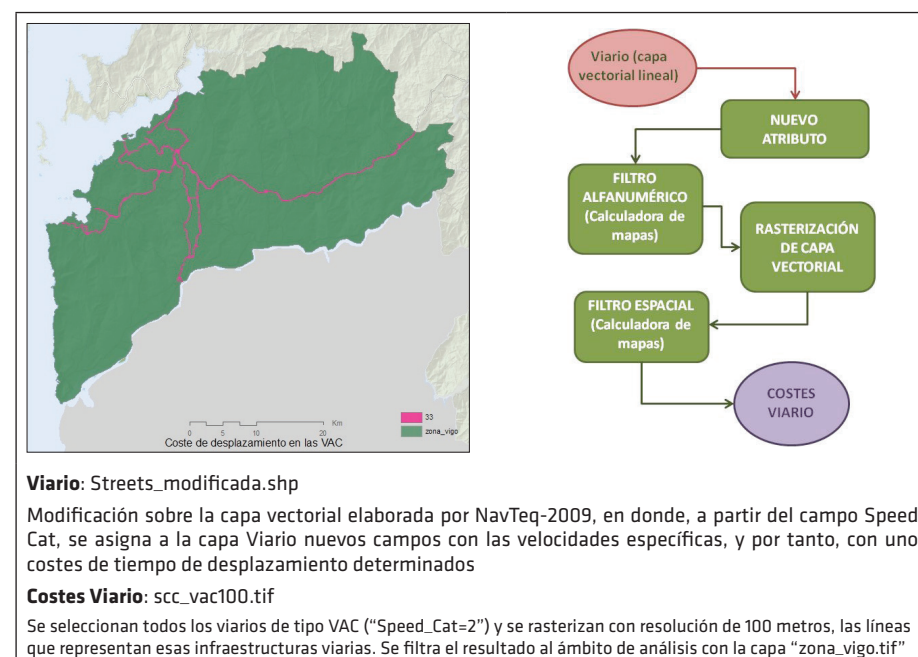 33
zona_vigo
0 5 10 20 Km
Coste de desplazamiento en las VAC
Viario (capa
vectorial lineal)
NUEVO
ATRIBUTO
FILTRO
ALFANUMÉRICO
(Calculadora de
mapas)
RASTERIZACIÓN
DE CAPA
VECTORIAL
FILTRO ESPACIAL
(Calculadora de
mapas)
COSTES
VIARIO
Viario: Streets_modificada.shp
Modificación sobre la capa vectorial elaborada por NavTeq-2009, en donde, a partir del campo Speed
Cat, se asigna a la capa Viario nuevos campos con las velocidades específicas, y por tanto, con uno
costes de tiempo de desplazamiento determinados
Costes Viario: scc_vac100.tif
Se seleccionan todos los viarios de tipo VAC (“Speed_Cat=2”) y se rasterizan con resolución de 100 metros, las líneas
que representan esas infraestructuras viarias. Se filtra el resultado al ámbito de análisis con la capa “zona_vigo.tif”